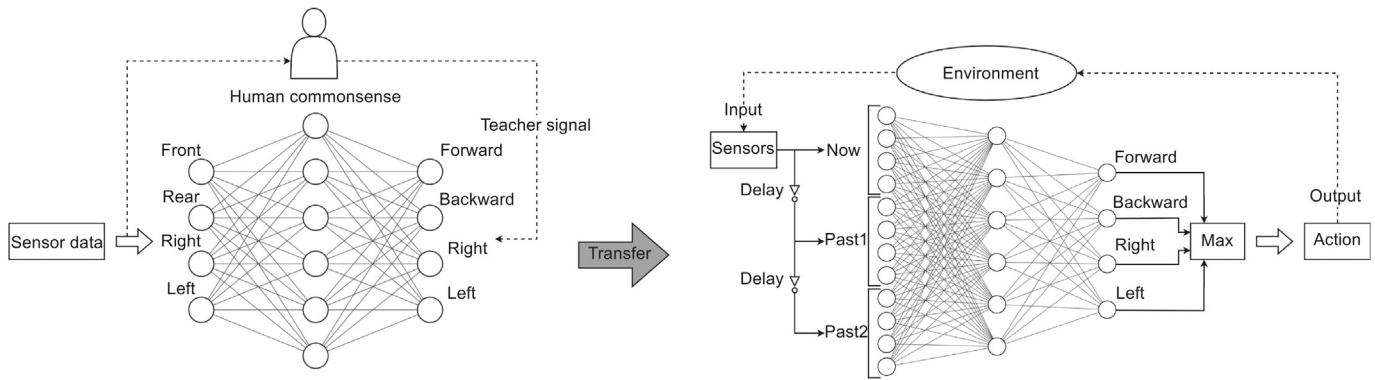 Human commonsense
Teacher signal
Front
Rear
Right
Left
Sensor data
Forward
Backward
Right
Left
Transfer
Environment
Input
Sensors
Now
Delay
Past1
Delay
Past2
Forward
Backward
Right
Left
Max
Output
Action